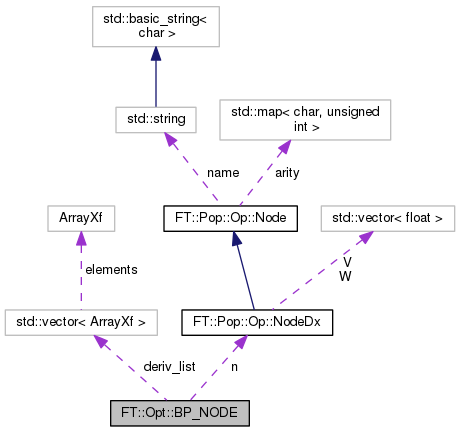 std::basic_string<
char >
std::string
std::map< char, unsigned
int >
name
arity
ArrayXf
FT::Pop::Op::Node
std::vector< float >
elements
V
W
std::vector< ArrayXf >
FT::Pop::Op::NodeDx
deriv_list
n
FT::Opt::BP_NODE